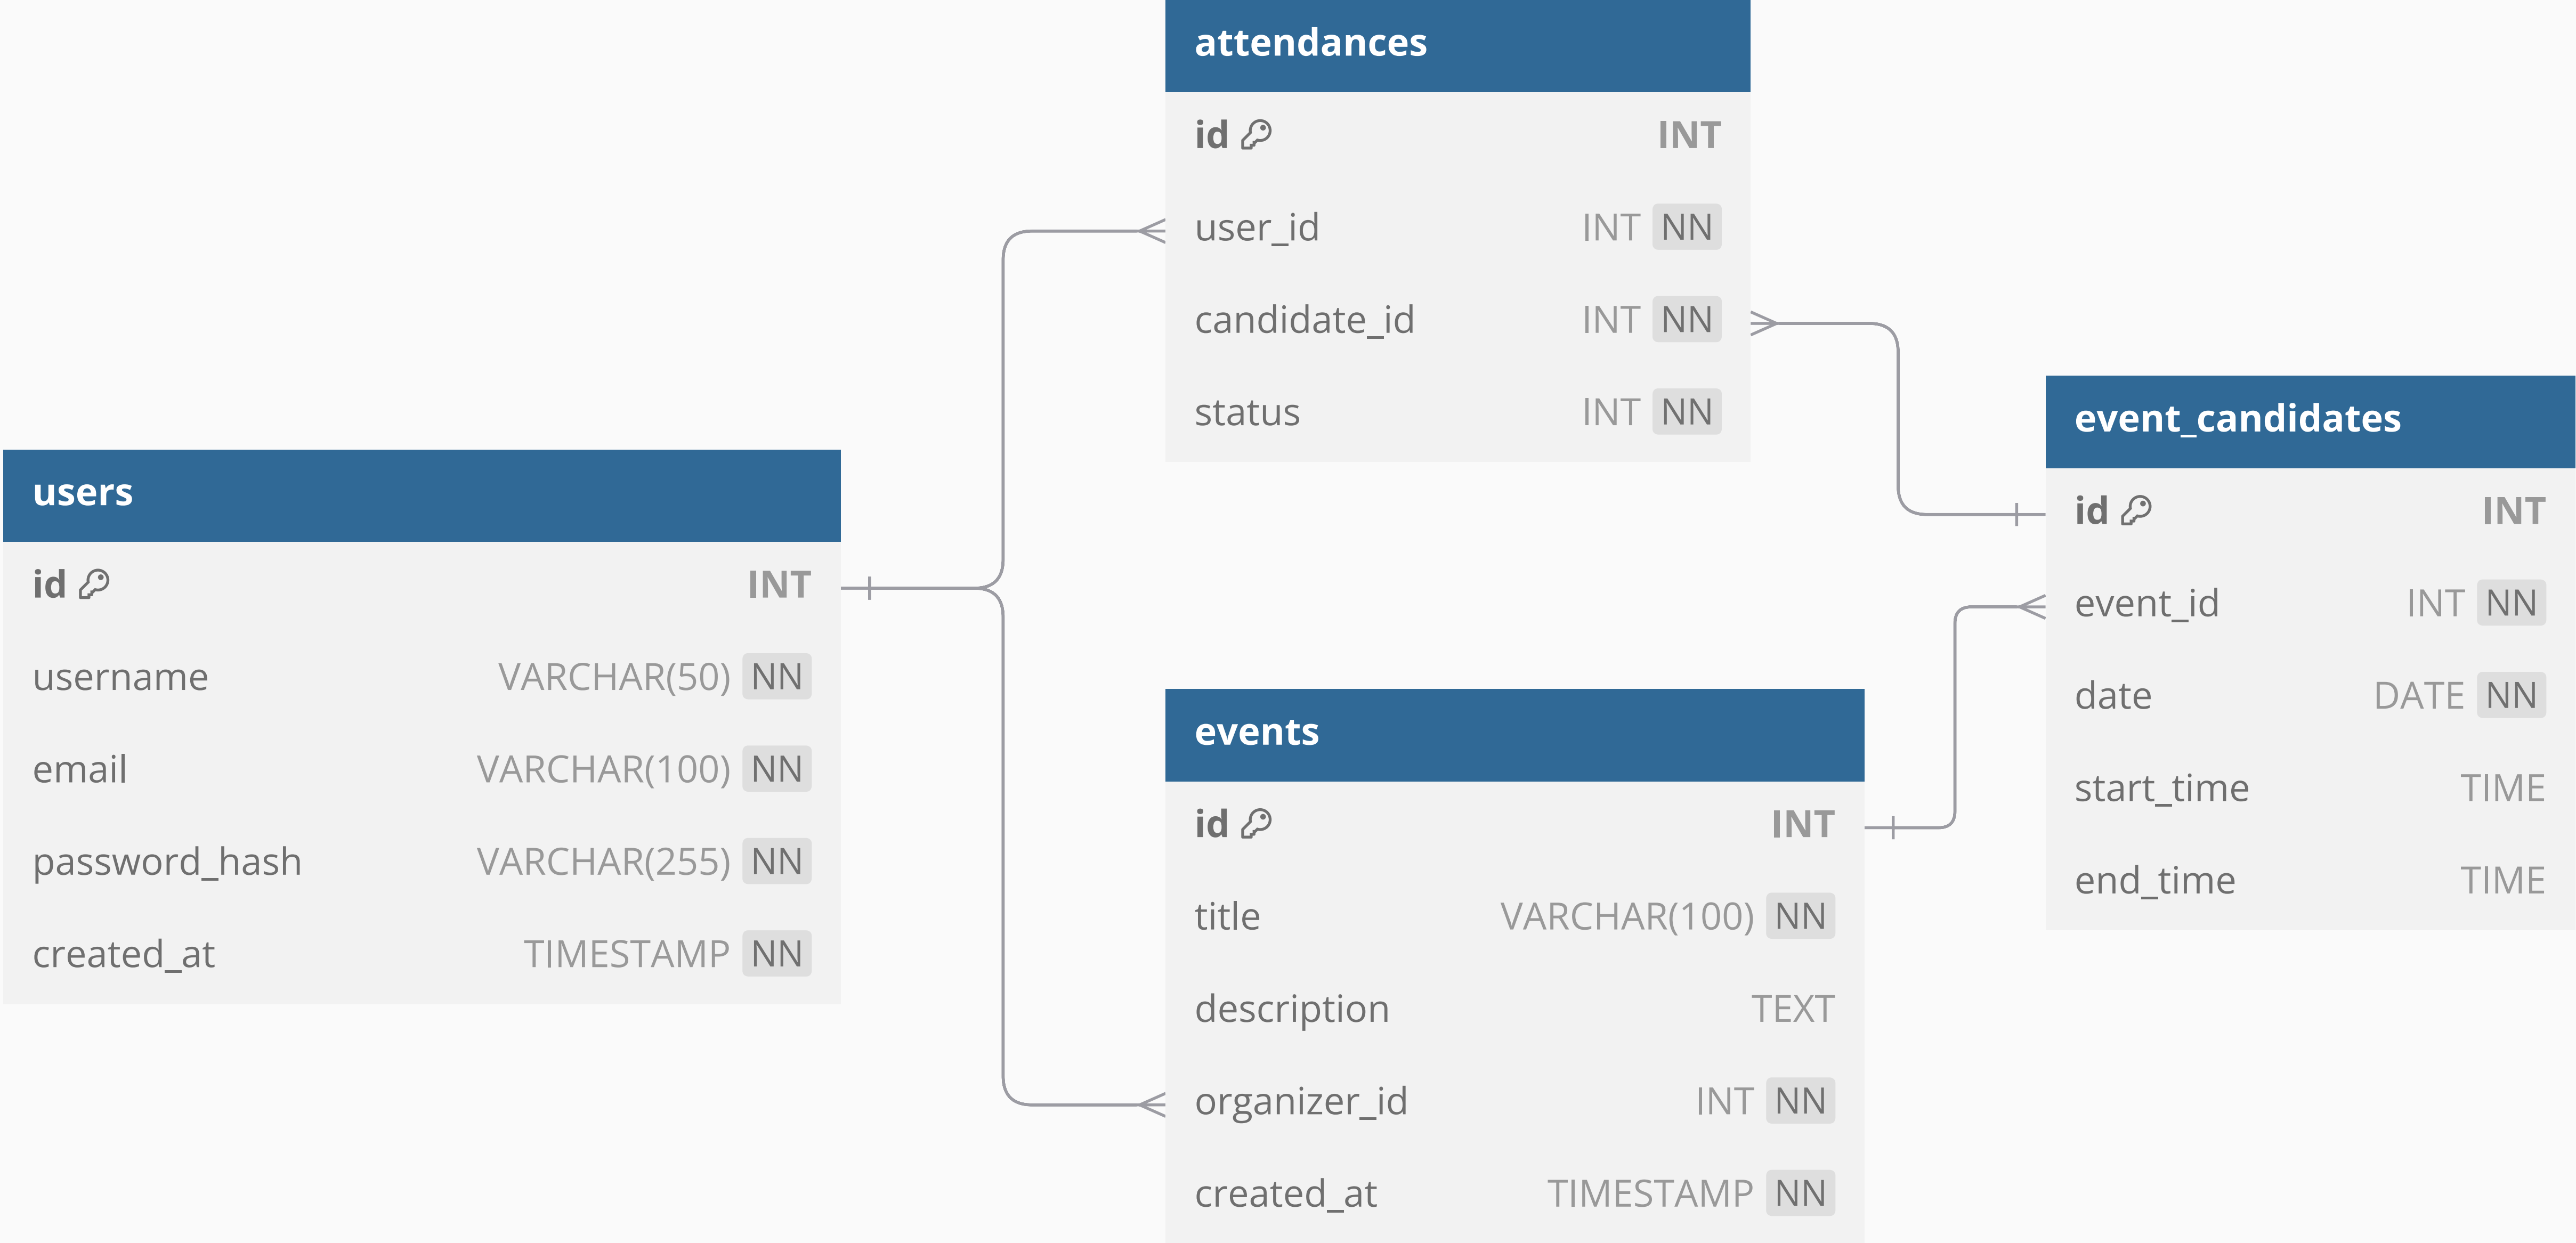 attendances
id INT
user_id INT NN
candidate_id INT NN
status INT NN
users
id INT
username VARCHAR(50) NN
email VARCHAR(100) NN
password_hash VARCHAR(255) NN
created_at TIMESTAMP NN
events
id INT
title VARCHAR(100) NN
description TEXT
organizer_id INT NN
created_at TIMESTAMP NN
event_candidates
id INT
event_id INT NN
date DATE NN
start_time TIME
end_time TIME